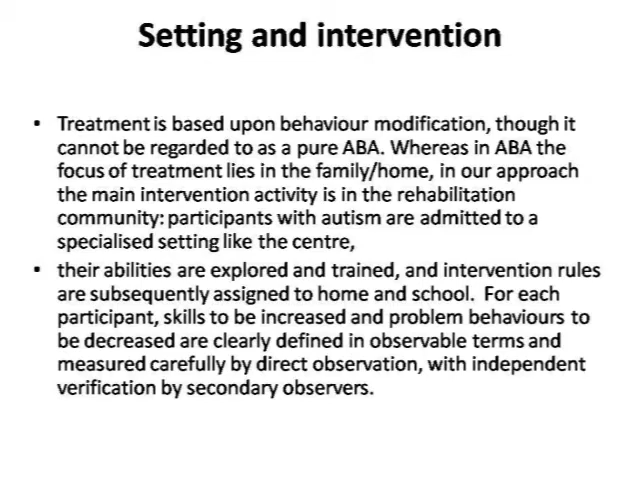 Setting and intervention
• Treatment is based upon behaviour modification, though it
cannot be regarded to as a pure ABA. Whereas in ABA the
focus of treatment lies in the family/home, in our approach
the main intervention activity is in the rehabilitation
community: participants with autism are admitted to a
specialised setting like the centre,
• their abilities are explored and trained, and intervention rules
are subsequently assigned to home and school. For each
participant, skills to be increased and problem behaviours to
be decreased are clearly defined in observable terms and
measured carefully by direct observation, with independent
verification by secondary observers.